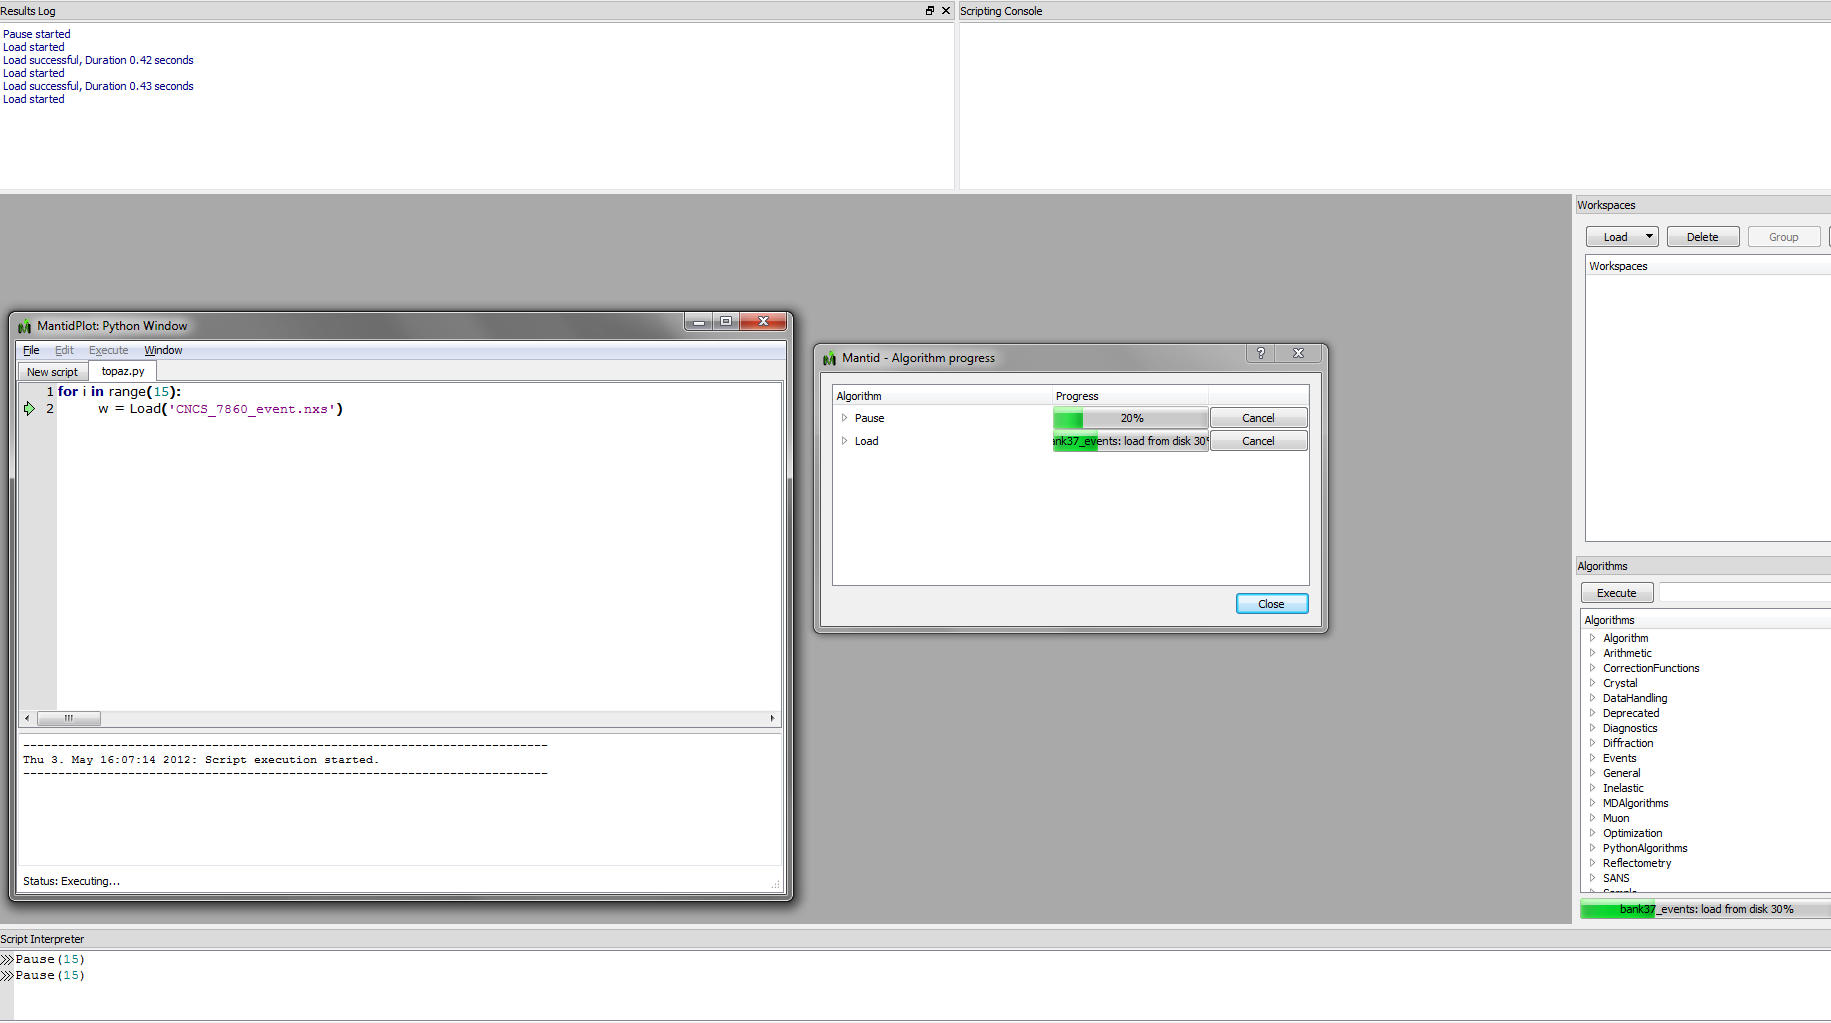 Results Log
Pause started
Load started
Load successful, Duration 0.42 seconds
Load started
Load successful, Duration 0.43 seconds
Load started
Scripting Console
Workspaces
Load Delete Group
Workspaces
MantidPlot: Python Window
File Edit Execute Window
New script topaz.py
1 for i in range(15):
2 w = Load('CNCS_7860_event.nxs')
--------------------------------------------------------------------------
Thu 3. May 16:07:14 2012: Script execution started.
--------------------------------------------------------------------------
Status: Executing...
Mantid - Algorithm progress
Algorithm Progress
Pause 20% Cancel
Load ank37_events: load from disk 30% Cancel
Close
Algorithms
Execute
Algorithms
Algorithm
Arithmetic
CorrectionFunctions
Crystal
DataHandling
Deprecated
Diagnostics
Diffraction
Events
General
Inelastic
MDAlgorithms
Muon
Optimization
PythonAlgorithms
Reflectometry
SANS
bank37_events: load from disk 30%
Script Interpreter
>>>Pause(15)
>>>Pause(15)